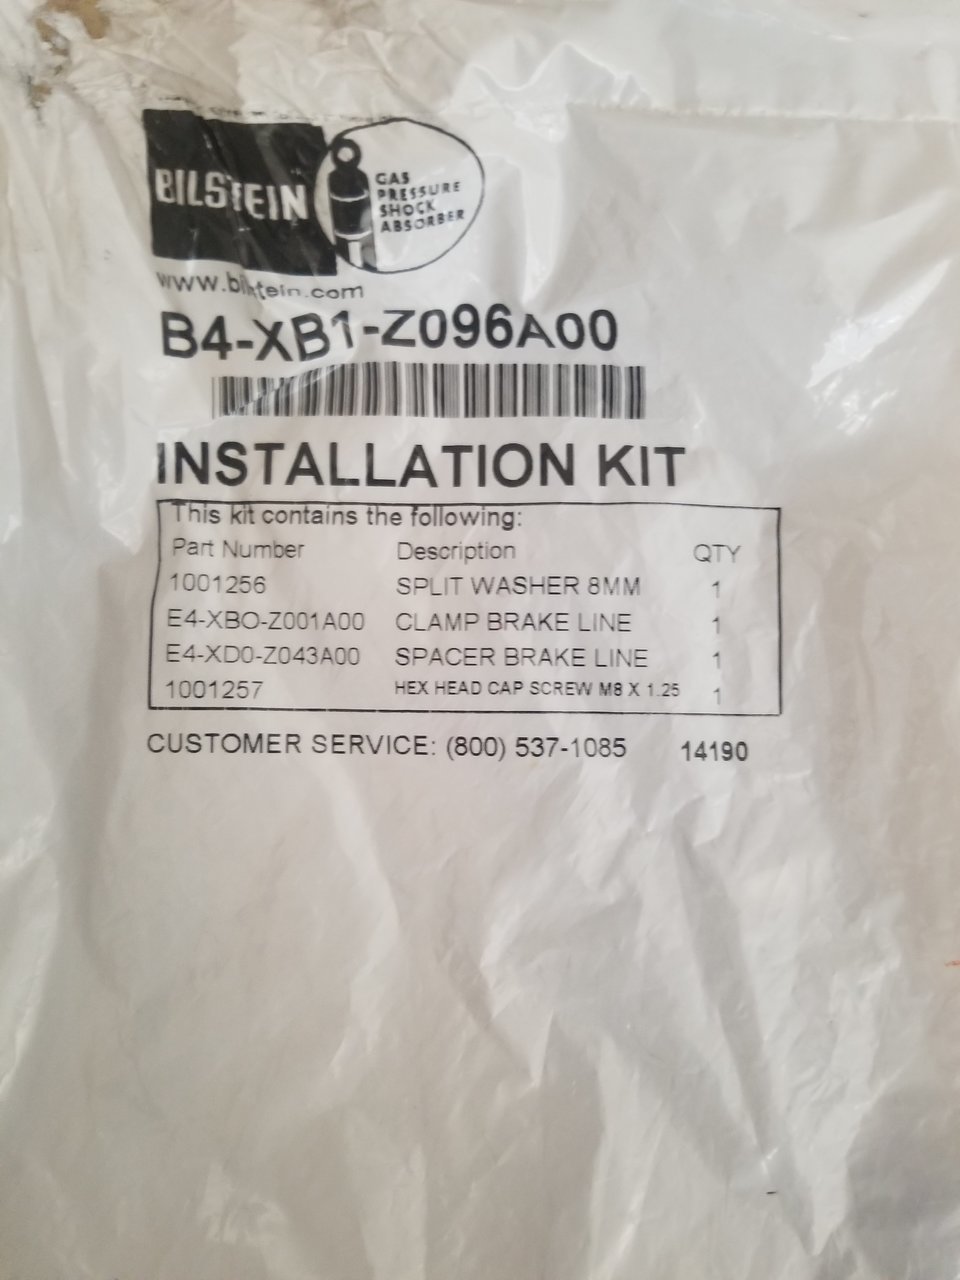 BILSTEIN
GAS
PRESSURE
SHOCK
ABSORBER
www.bilstein.com
B4-XB1-Z096A00
INSTALLATION KIT
This kit contains the following:
Part Number Description QTY
1001256 SPLIT WASHER 8MM 1
E4-XBO-Z001A00 CLAMP BRAKE LINE 1
E4-XD0-Z043A00 SPACER BRAKE LINE 1
1001257 HEX HEAD CAP SCREW M8 X 1.25 1
CUSTOMER SERVICE: (800) 537-1085 14190